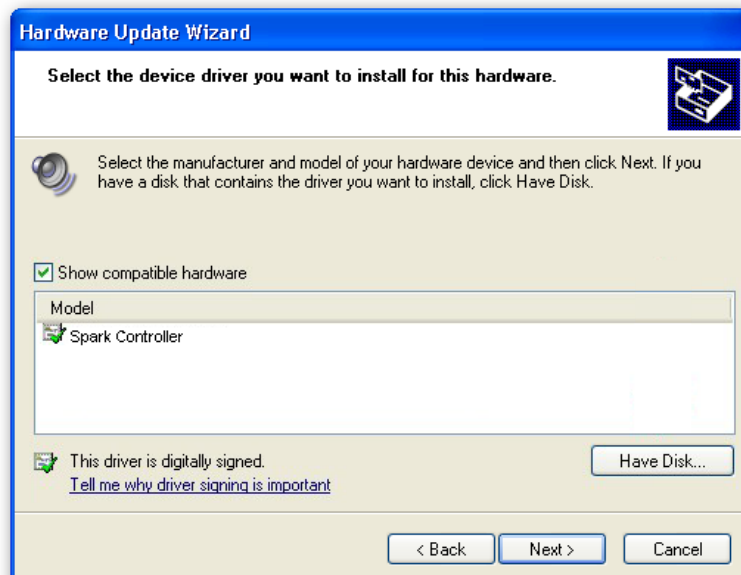 Hardware Update Wizard
Select the device driver you want to install for this hardware.
Select the manufacturer and model of your hardware device and then click Next. If you
have a disk that contains the driver you want to install, click Have Disk.
Show compatible hardware
Model
Spark Controller
This driver is digitally signed.
Have Disk...
Tell me why driver signing is important
< Back
Next >
Cancel